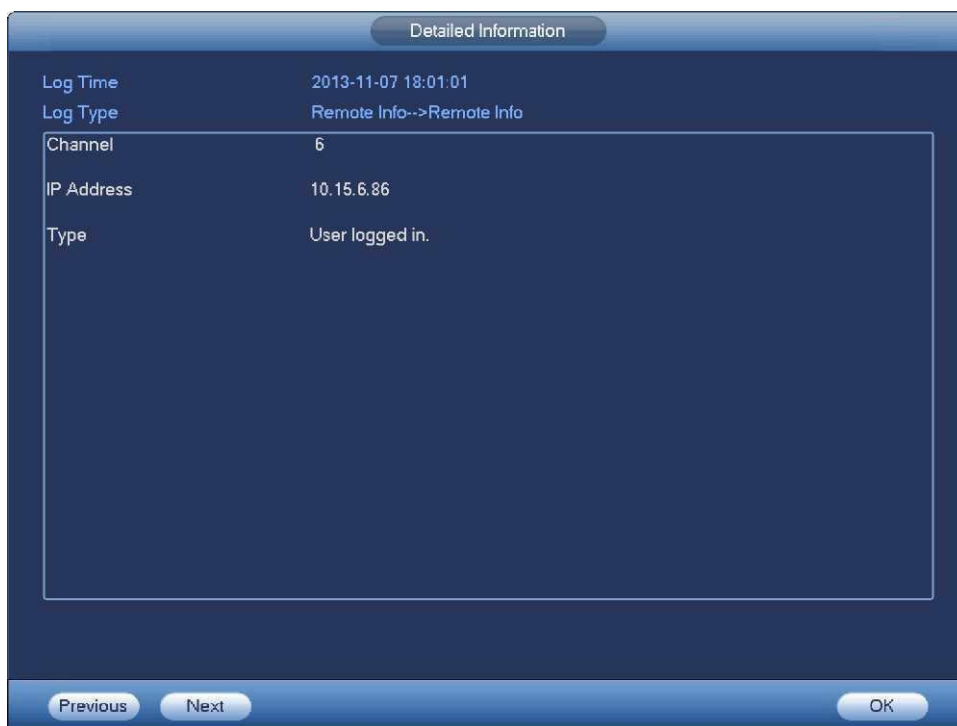 Detailed Information
Log Time 2013-11-07 18:01:01
Log Type Remote Info-->Remote Info
Channel 6
IP Address 10.15.6.86
Type User logged in.
Previous Next OK